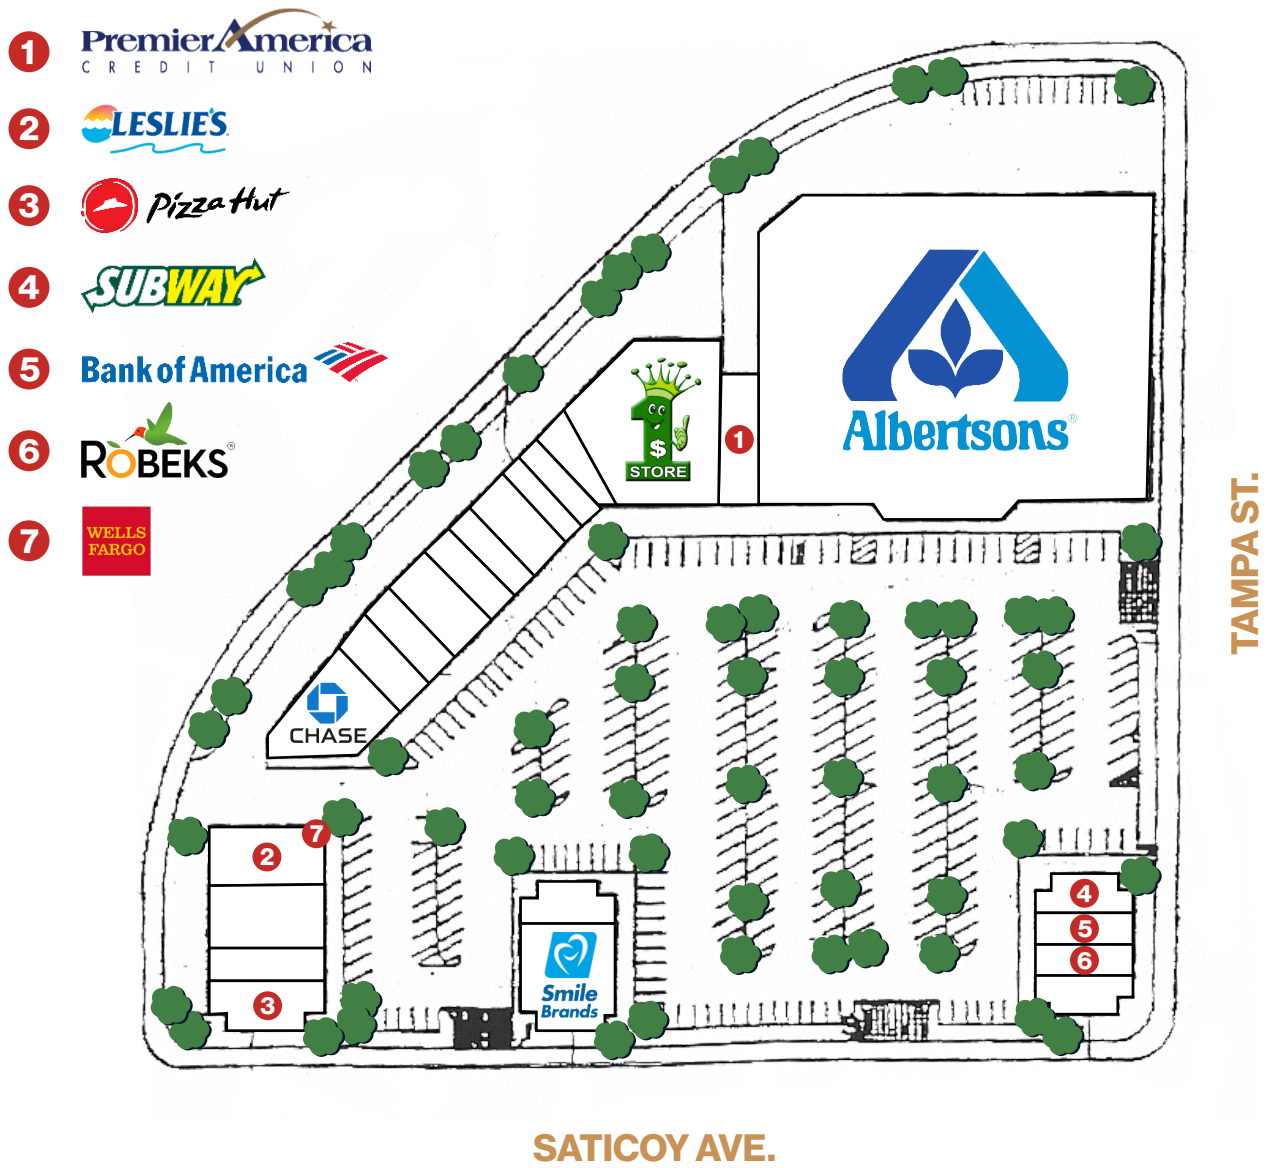 1
PremierAmerica
CREDIT UNION
2
LESLIE'S
3
Pizza Hut
4
SUBWAY
5
Bank of America
6
ROBEKS®
7
WELLS
FARGO
1
$
STORE
1
Albertsons®
CHASE
7
2
3
Smile
Brands
4
5
6
TAMPA ST.
SATICOY AVE.